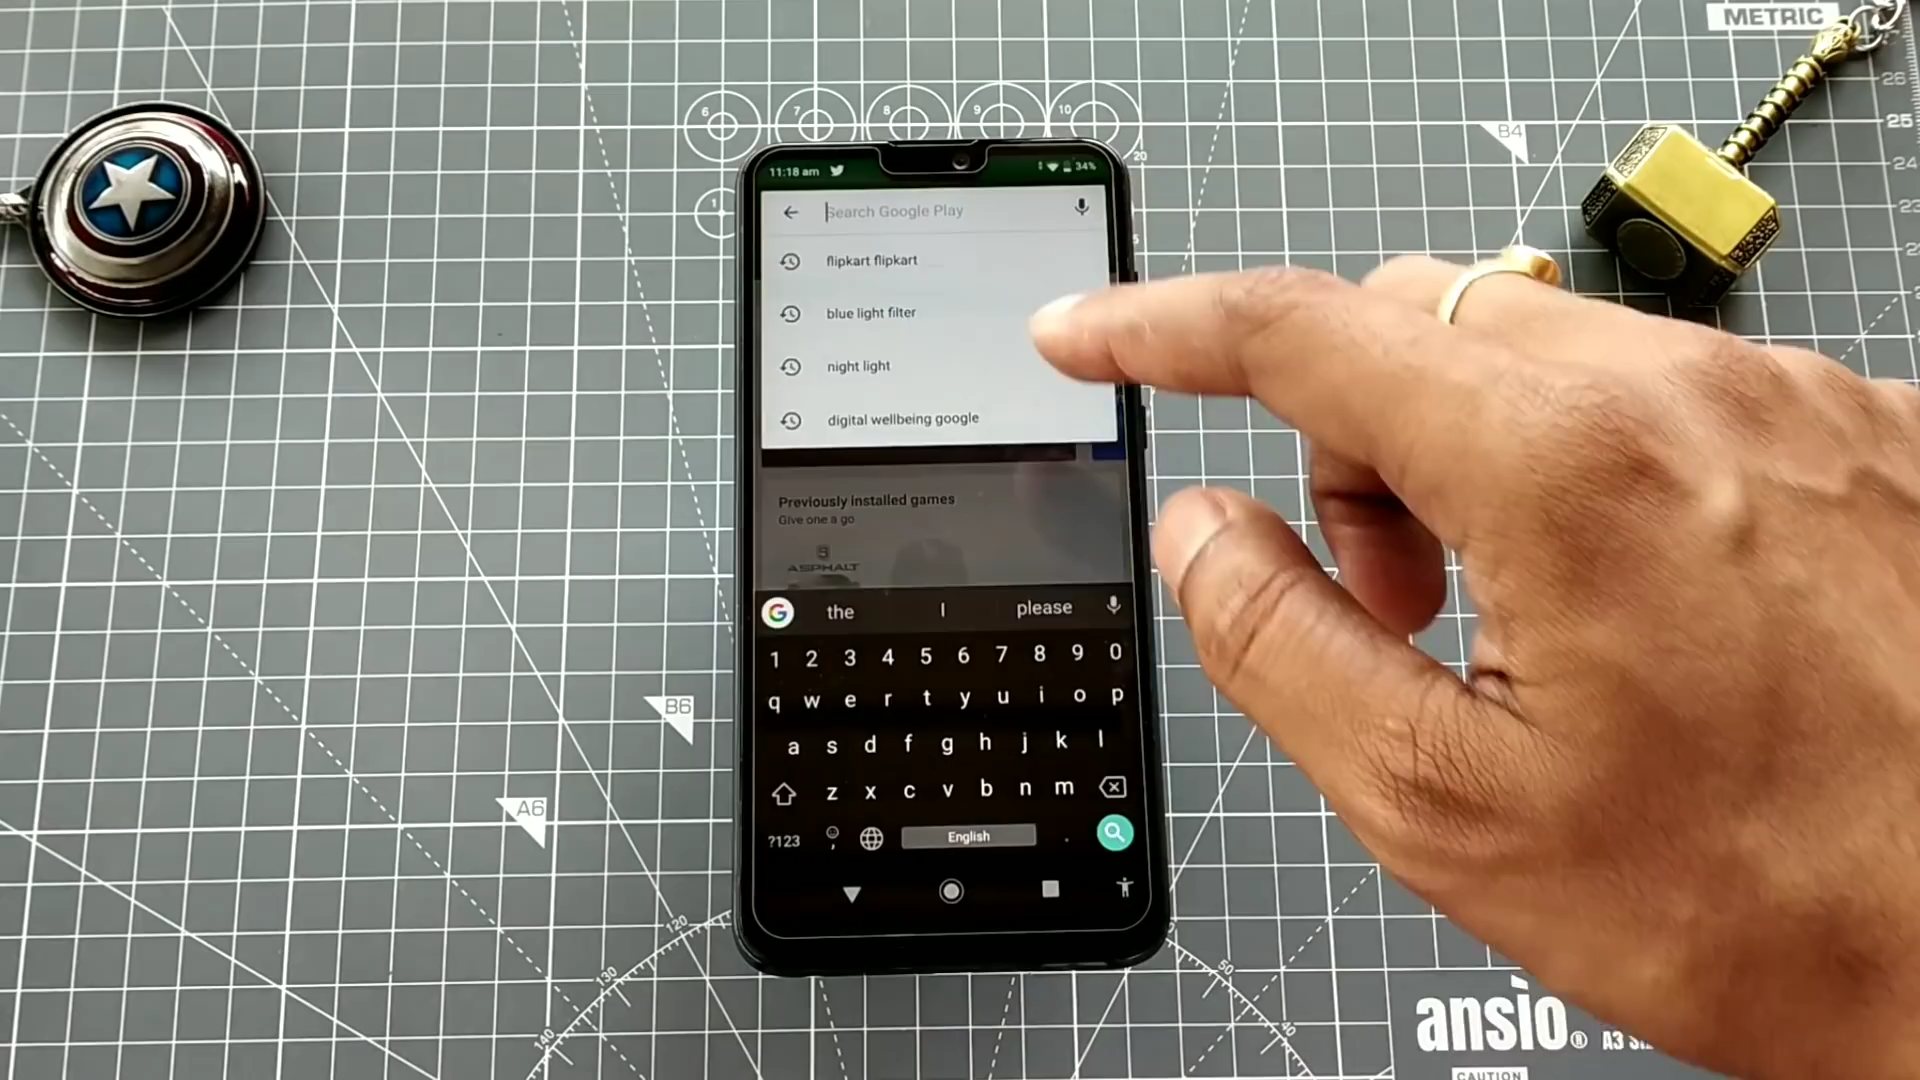 METRIC
26
25
24
23
B4
6
7
8
9
10
20
1
11:18 am
34%
Search Google Play
flipkart flipkart
blue light filter
night light
digital wellbeing google
Previously installed games
Give one a go
ASPHALT
the I please
1 2 3 4 5 6 7 8 9 0
q w e r t y u i o p
a s d f g h j k l
z x c v b n m
?123 , English .
B6
A6
120
130
140
50
40
ansio®
A3
CAUTION